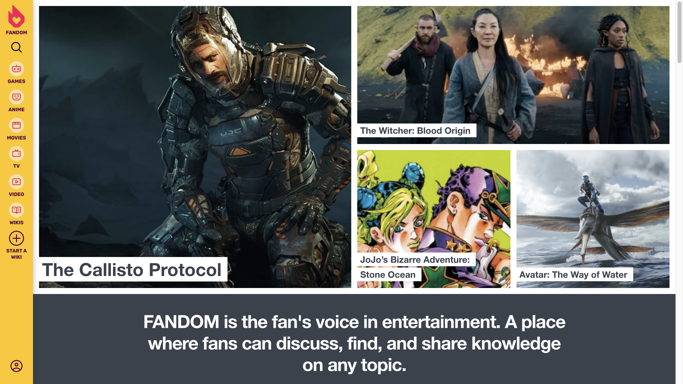 FANDOM
GAMES
ANIME
MOVIES
TV
VIDEO
WIKIS
START A
WIKI
The Callisto Protocol
The Witcher: Blood Origin
JoJo's Bizarre Adventure:
Stone Ocean
Avatar: The Way of Water
FANDOM is the fan's voice in entertainment. A place
where fans can discuss, find, and share knowledge
on any topic.